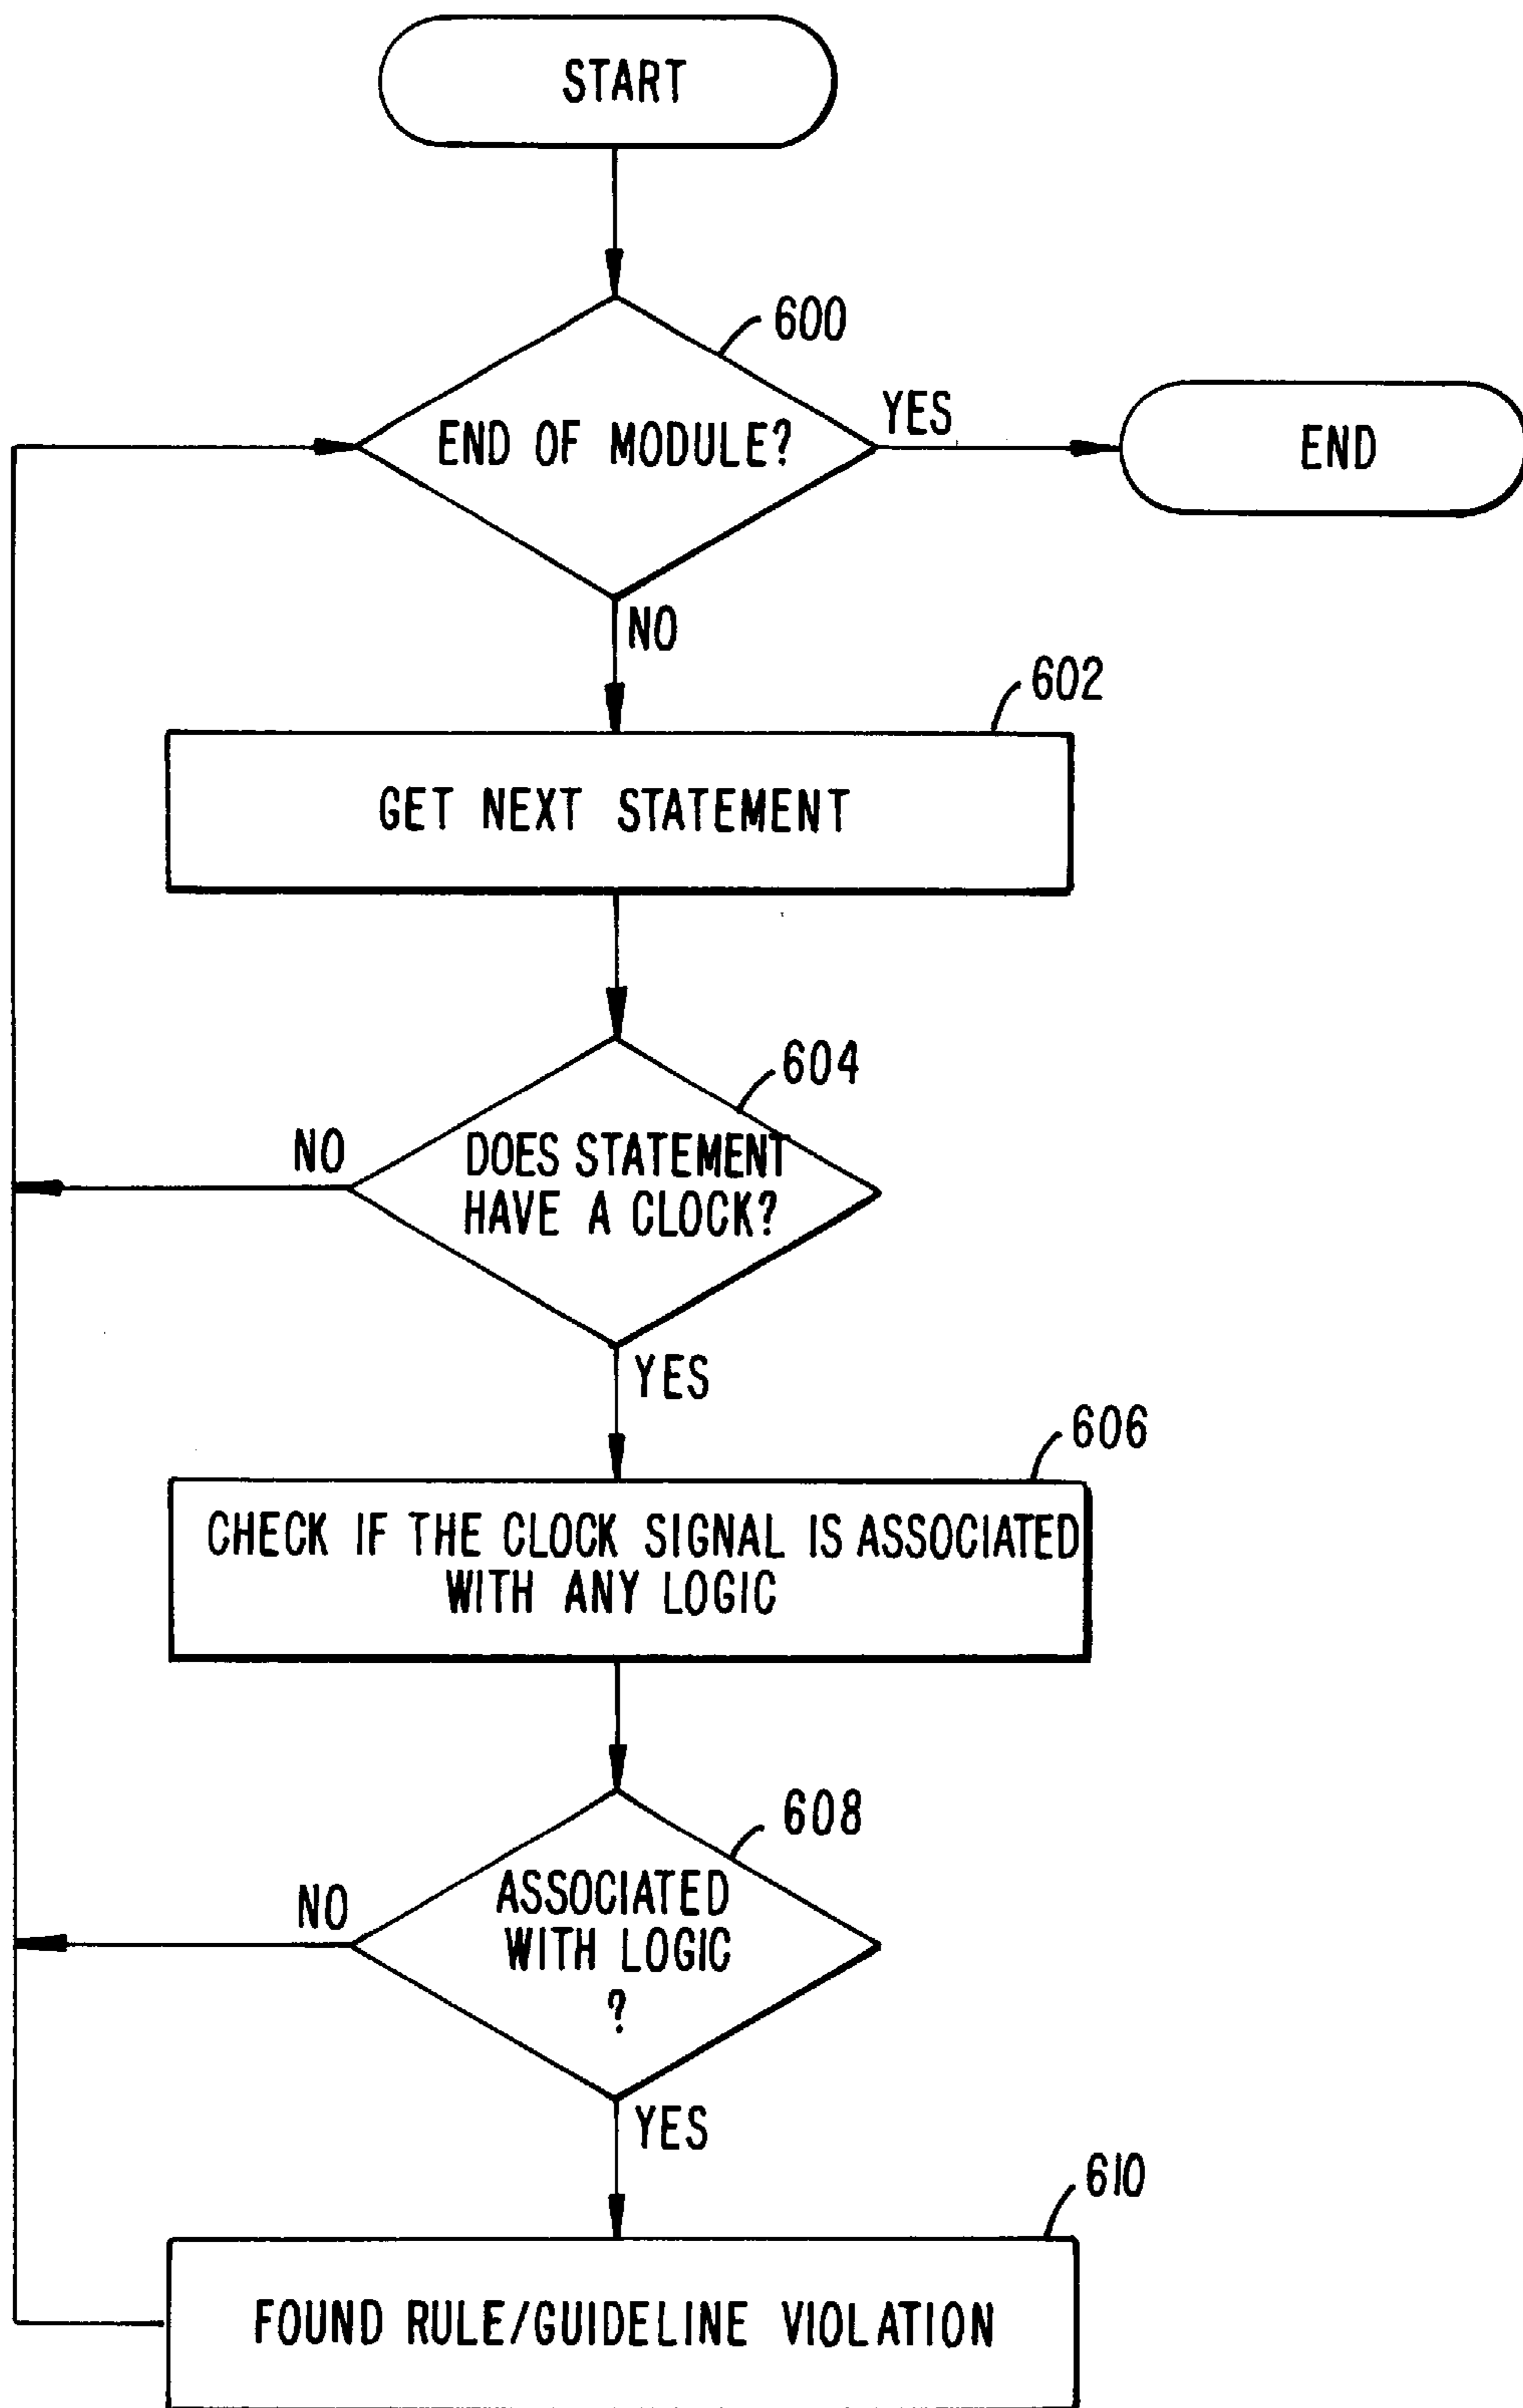 START
600
END OF MODULE?
YES
END
NO
602
GET NEXT STATEMENT
604
NO
DOES STATEMENT
HAVE A CLOCK?
YES
606
CHECK IF THE CLOCK SIGNAL IS ASSOCIATED
WITH ANY LOGIC
608
NO
ASSOCIATED
WITH LOGIC
?
YES
610
FOUND RULE/GUIDELINE VIOLATION